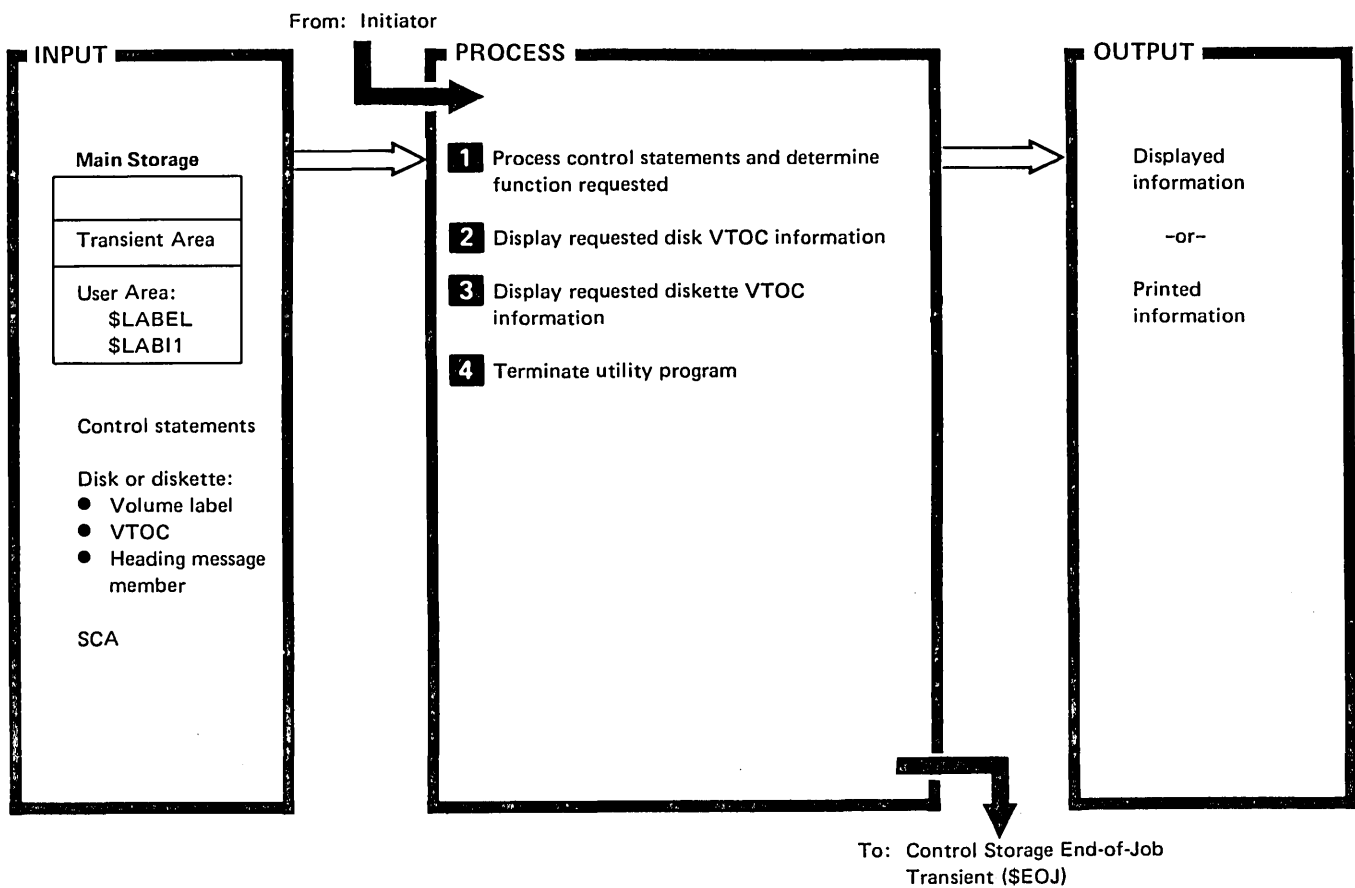 From: Initiator
INPUT
Main Storage
Transient Area
User Area:
$LABEL
$LABI1
Control statements
Disk or diskette:
● Volume label
● VTOC
● Heading message
member
SCA
PROCESS
1 Process control statements and determine
function requested
2 Display requested disk VTOC information
3 Display requested diskette VTOC
information
4 Terminate utility program
OUTPUT
Displayed
information
–or–
Printed
information
To: Control Storage End-of-Job
Transient ($EOJ)